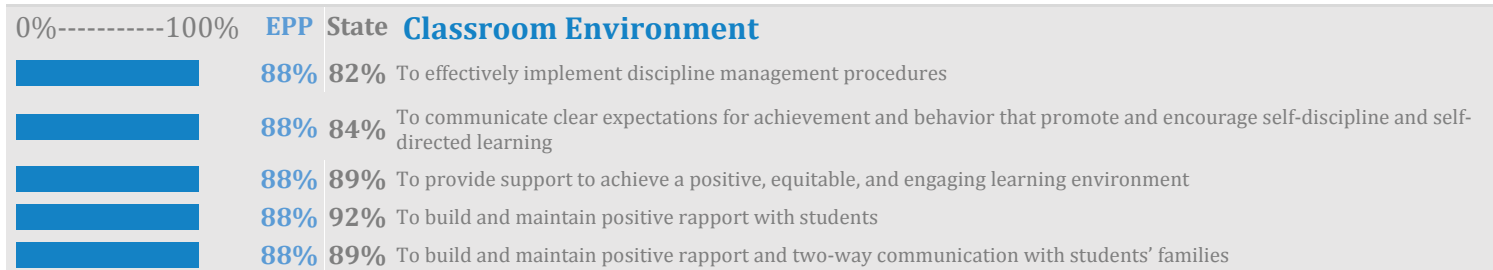 0%-----------100% EPP State Classroom Environment
88% 82% To effectively implement discipline management procedures
88% 84% To communicate clear expectations for achievement and behavior that promote and encourage self-discipline and self-
directed learning
88% 89% To provide support to achieve a positive, equitable, and engaging learning environment
88% 92% To build and maintain positive rapport with students
88% 89% To build and maintain positive rapport and two-way communication with students’ families